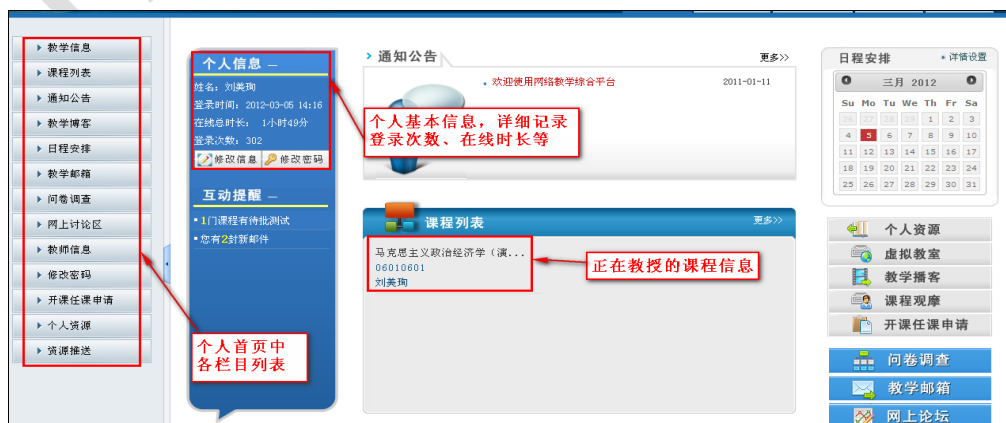 教学信息
课程列表
通知公告
教学博客
日程安排
教学邮箱
问卷调查
网上讨论区
教师信息
修改密码
开课任课申请
个人资源
资源推送
个人首页中
各栏目列表
个人信息
姓名：刘美珣
登录时间：2012-03-05 14:16
在线总时长： 1小时49分
登录次数：302
修改信息 修改密码
个人基本信息，详细记录
登录次数、在线时长等
互动提醒
1门课程有待批测试
您有2封新邮件
通知公告
更多>>
欢迎使用网络教学综合平台 2011-01-11
课程列表
更多>>
马克思主义政治经济学（演...
06010601
刘美珣
正在教授的课程信息
日程安排
详情设置
三月 2012
Su Mo Tu We Th Fr Sa
26 27 28 29 1 2 3
4 5 6 7 8 9 10
11 12 13 14 15 16 17
18 19 20 21 22 23 24
25 26 27 28 29 30 31
个人资源
虚拟教室
教学播客
课程观摩
开课任课申请
问卷调查
教学邮箱
网上论坛